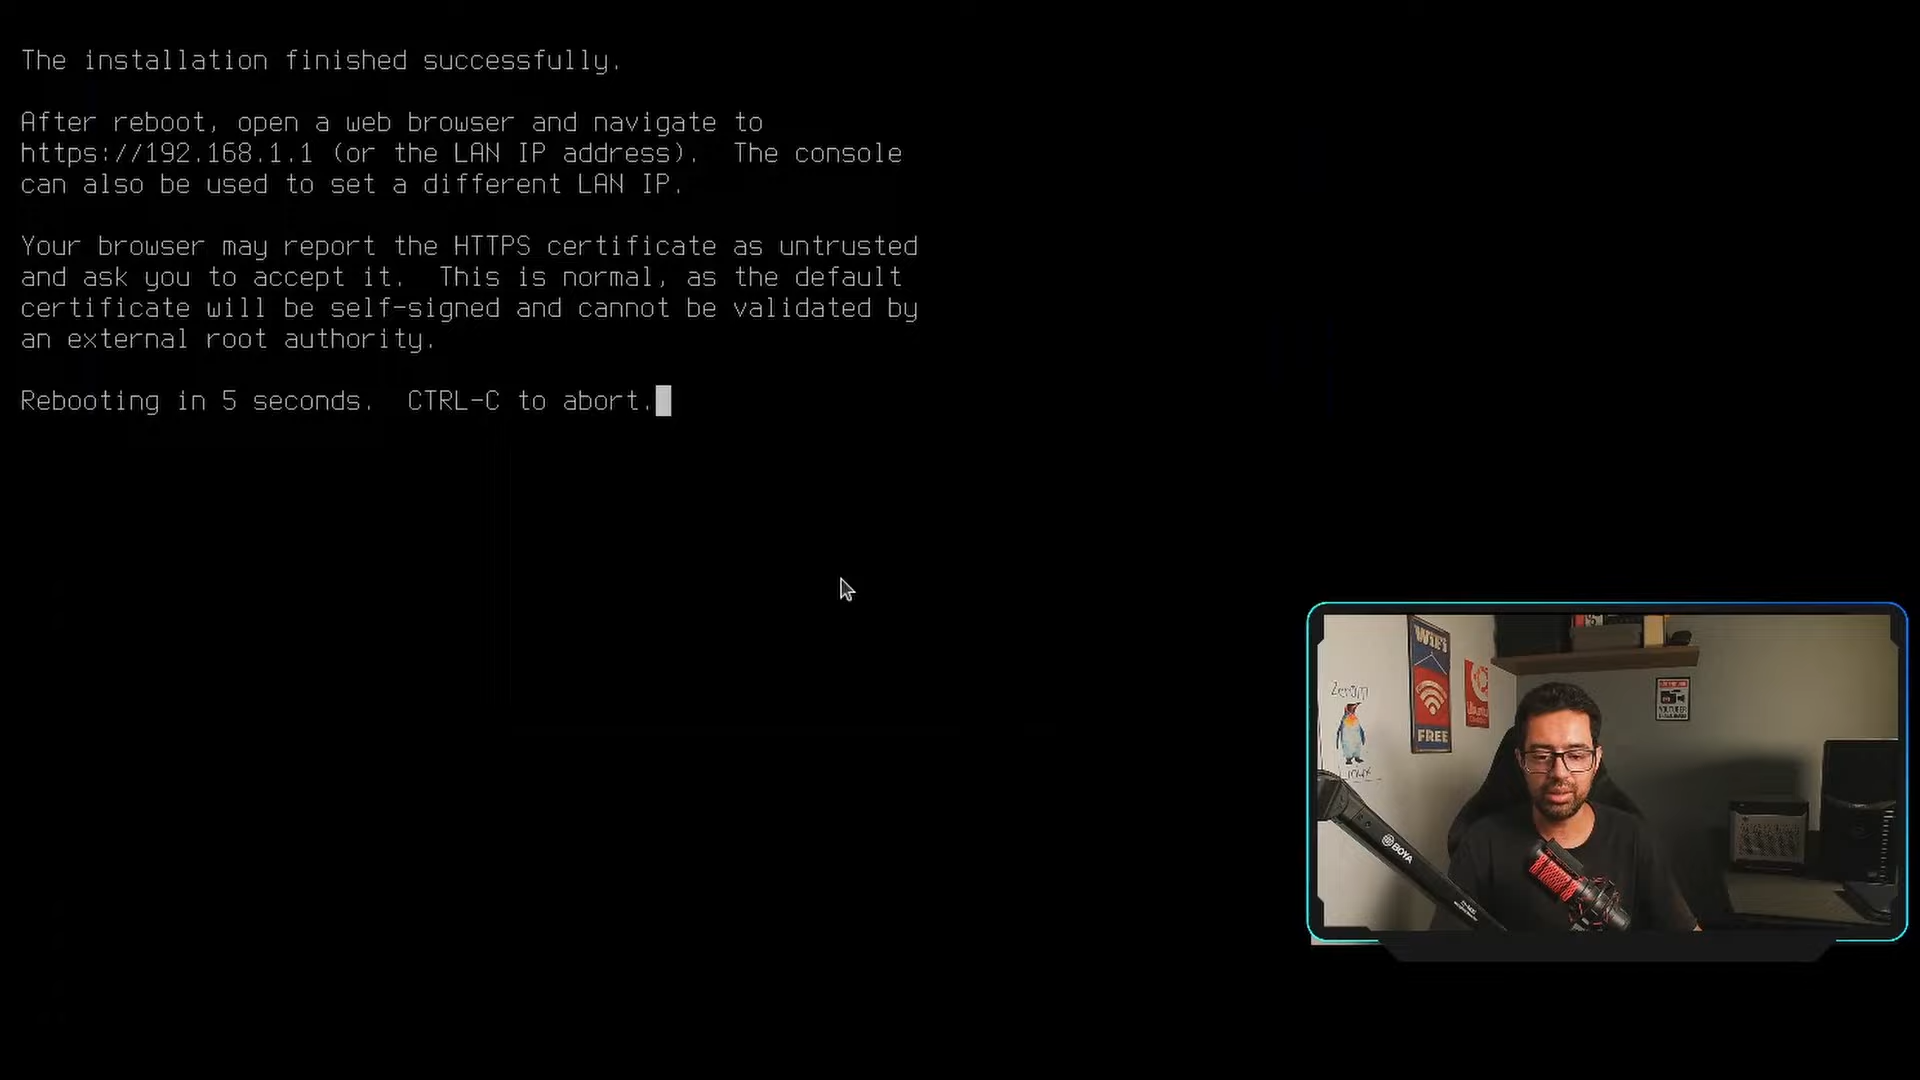 The installation finished successfully.
After reboot, open a web browser and navigate to
https://192.168.1.1 (or the LAN IP address).  The console
can also be used to set a different LAN IP.
Your browser may report the HTTPS certificate as untrusted
and ask you to accept it.  This is normal, as the default
certificate will be self-signed and cannot be validated by
an external root authority.
Rebooting in 5 seconds.  CTRL-C to abort.
WiFi
FREE
BOYA